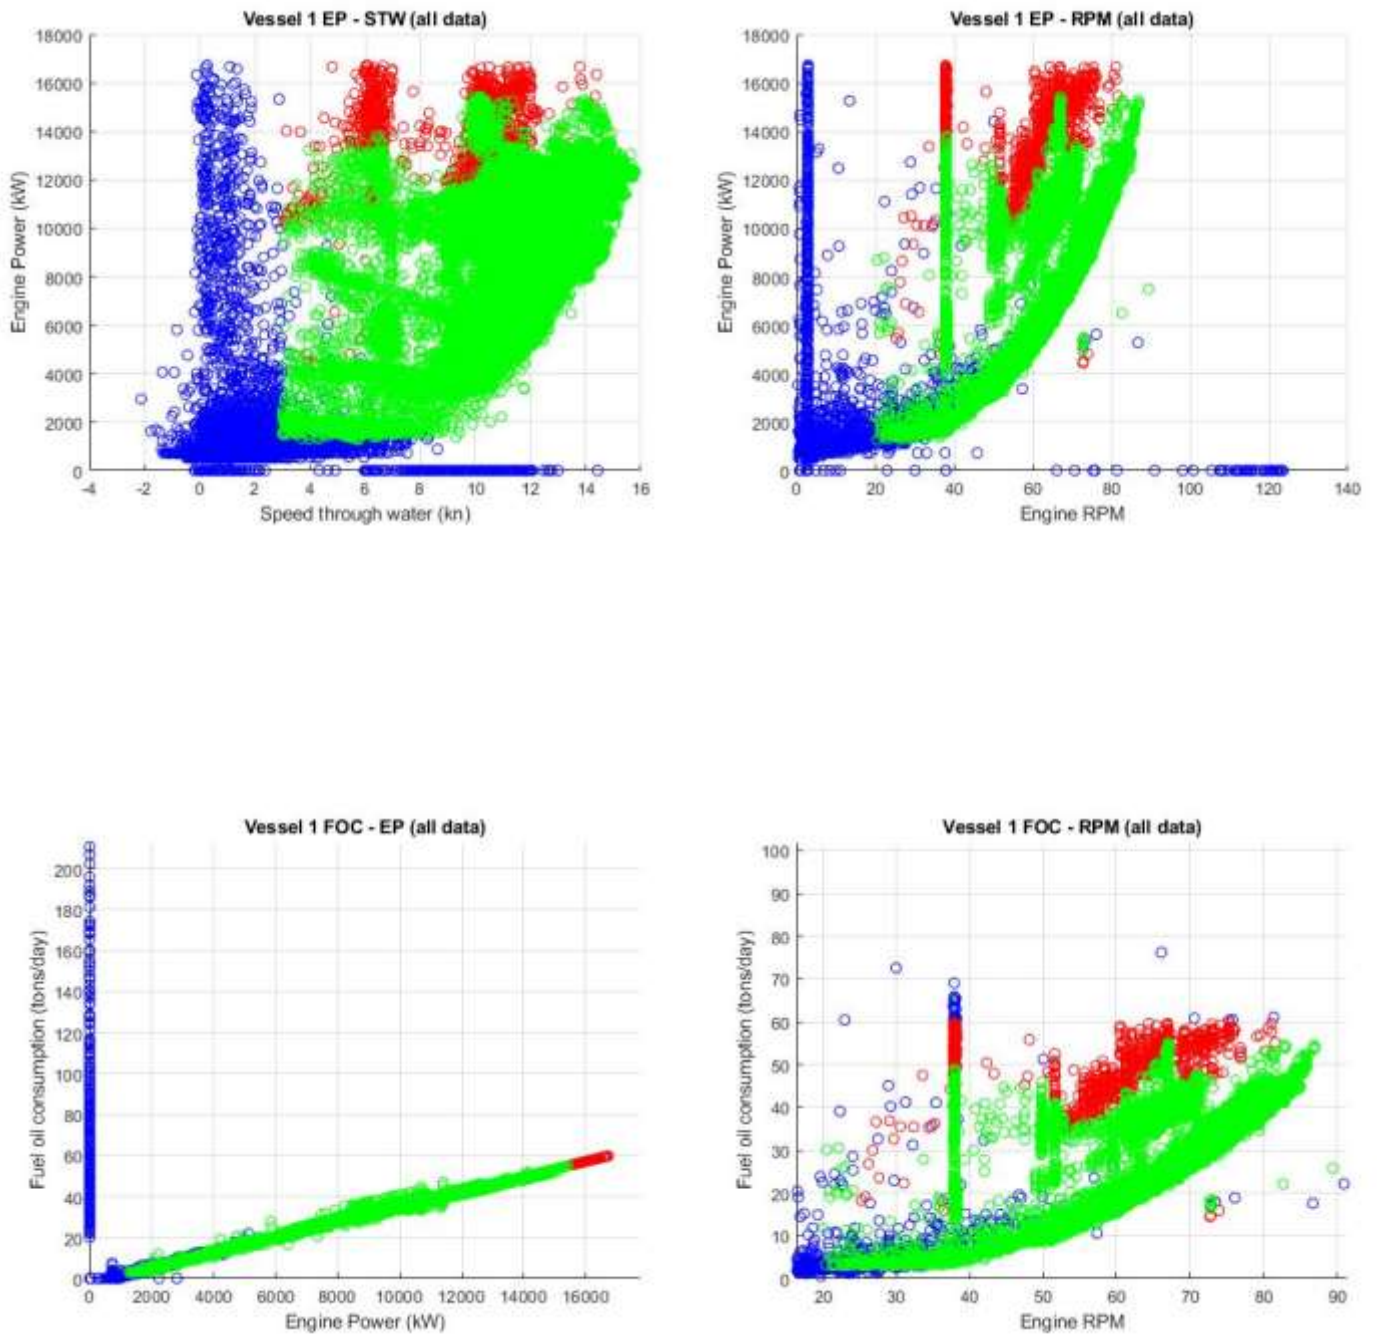 Vessel 1 EP - STW (all data)
18000
16000
14000
12000
10000
8000
6000
4000
2000
0
-4 -2 0 2 4 6 8 10 12 14 16
Engine Power (kW)
Speed through water (kn)
Vessel 1 EP - RPM (all data)
18000
16000
14000
12000
10000
8000
6000
4000
2000
0
0 20 40 60 80 100 120 140
Engine Power (kW)
Engine RPM
Vessel 1 FOC - EP (all data)
200
180
160
140
120
100
80
60
40
20
0
0 2000 4000 6000 8000 10000 12000 14000 16000
Fuel oil consumption (tons/day)
Engine Power (kW)
Vessel 1 FOC - RPM (all data)
100
90
80
70
60
50
40
30
20
10
0
20 30 40 50 60 70 80 90
Fuel oil consumption (tons/day)
Engine RPM